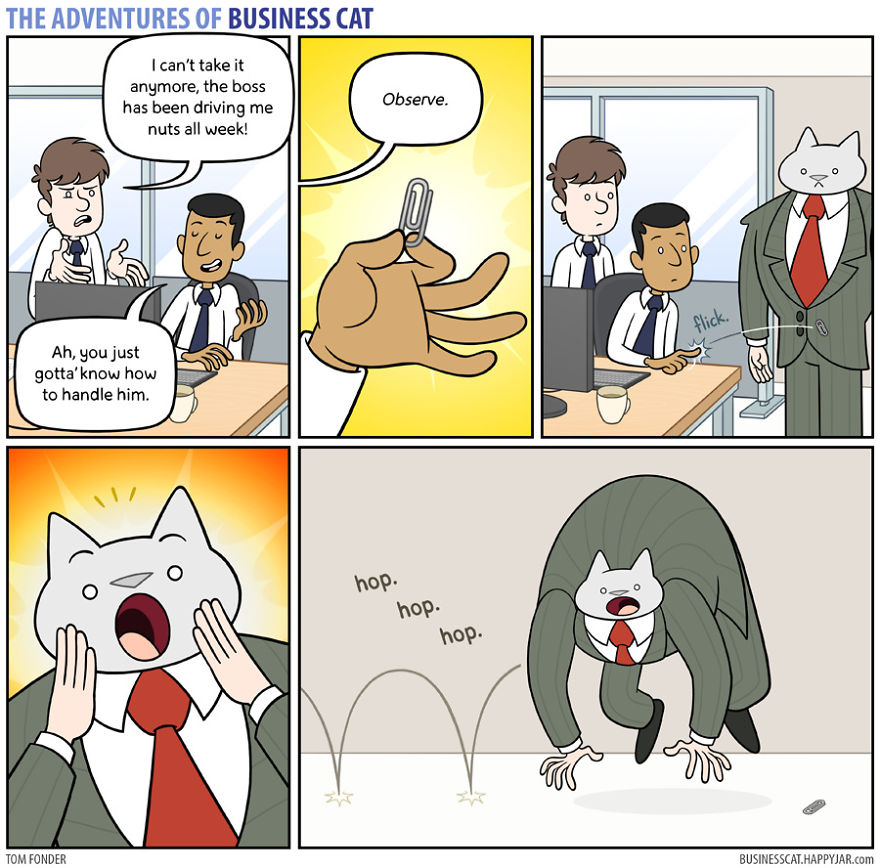 THE ADVENTURES OF BUSINESS CAT
I can't take it
anymore, the boss
has been driving me
nuts all week!
Ah, you just
gotta' know how
to handle him.
Observe.
flick.
hop.
hop.
hop.
TOM FONDER
BUSINESSCAT.HAPPYJAR.com